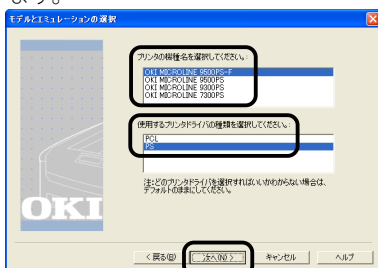 ます。
モデルとエミュレーションの選択
プリンタの機種名を選択してください。:
OKI MICROLINE 9500PS-F
OKI MICROLINE 9500PS
OKI MICROLINE 9300PS
OKI MICROLINE 7300PS
使用するプリンタドライバの種類を選択してください。:
PCL
PS
注:どのプリンタドライバを選択すればいいかわからない場合は、
デフォルトのままにしてください。
OKI
< 戻る(B)
次へ(N) >
キャンセル
ヘルプ